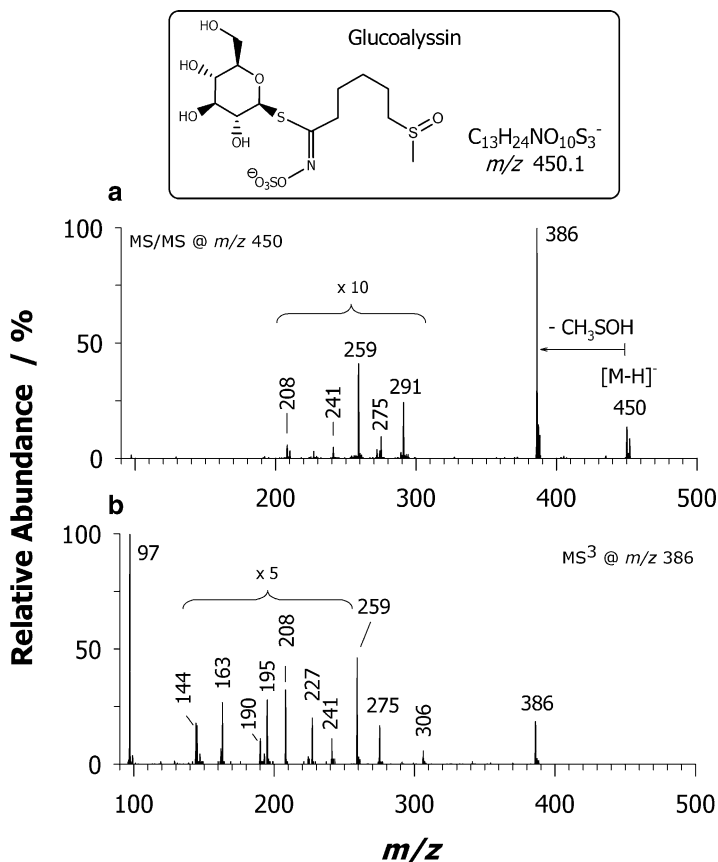 Glucoalyssin
HO
HO
HO
OH
O
S
N
⊖O₃SO
S
O
C₁₃H₂₄NO₁₀S₃⁻
m/z 450.1
a
MS/MS @ m/z 450
386
x 10
- CH₃SOH
[M-H]⁻
450
208
241
259
275
291
100
50
0
200
300
400
500
b
97
x 5
MS³ @ m/z 386
144
163
190
195
208
227
241
259
275
306
386
100
50
0
100
200
300
400
500
Relative Abundance / %
m/z